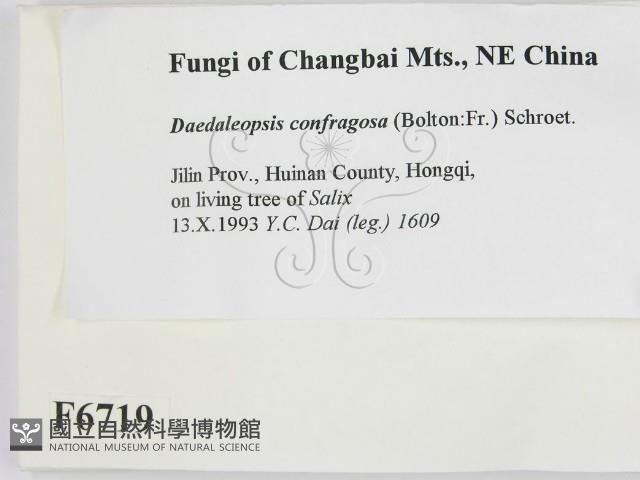 Fungi of Changbai Mts., NE China
Daedaleopsis confragosa (Bolton:Fr.) Schroet.
Jilin Prov., Huinan County, Hongqi,
on living tree of Salix
13.X.1993 Y.C. Dai (leg.) 1609
F6719
國立自然科學博物館
NATIONAL MUSEUM OF NATURAL SCIENCE